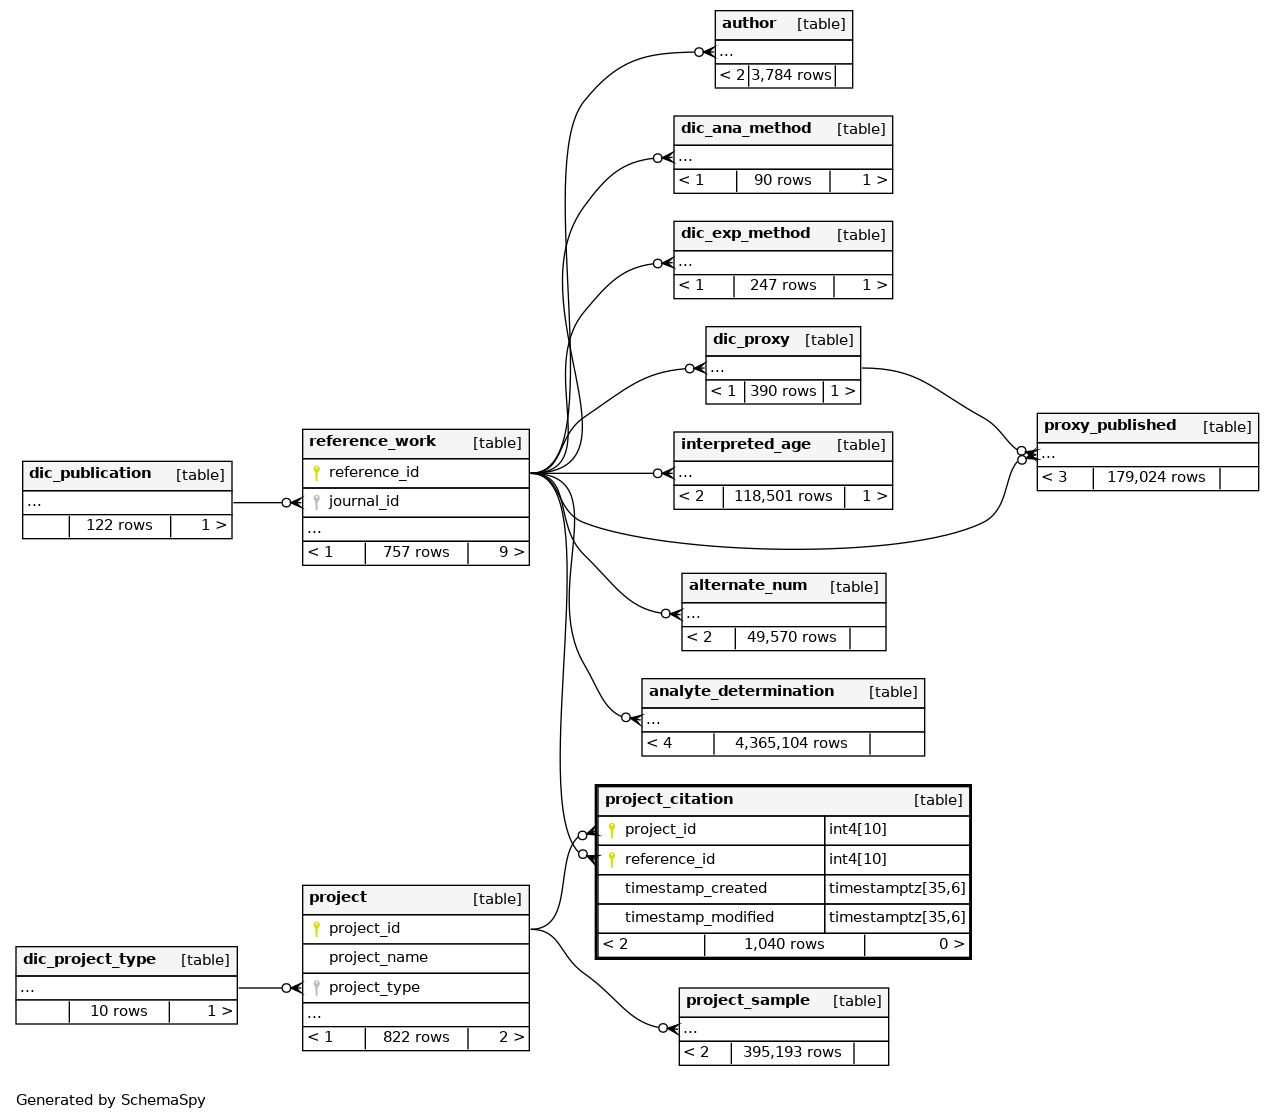 author [table]
...
< 2 3,784 rows
dic_ana_method [table]
...
< 1 90 rows 1 >
dic_exp_method [table]
...
< 1 247 rows 1 >
dic_proxy [table]
...
< 1 390 rows 1 >
proxy_published [table]
...
< 3 179,024 rows
reference_work [table]
reference_id
journal_id
...
< 1 757 rows 9 >
interpreted_age [table]
...
< 2 118,501 rows 1 >
dic_publication [table]
...
122 rows 1 >
alternate_num [table]
...
< 2 49,570 rows
analyte_determination [table]
...
< 4 4,365,104 rows
project_citation [table]
project_id int4[10]
reference_id int4[10]
timestamp_created timestamptz[35,6]
timestamp_modified timestamptz[35,6]
< 2 1,040 rows 0 >
project [table]
project_id
project_name
project_type
...
< 1 822 rows 2 >
dic_project_type [table]
...
10 rows 1 >
project_sample [table]
...
< 2 395,193 rows
Generated by SchemaSpy